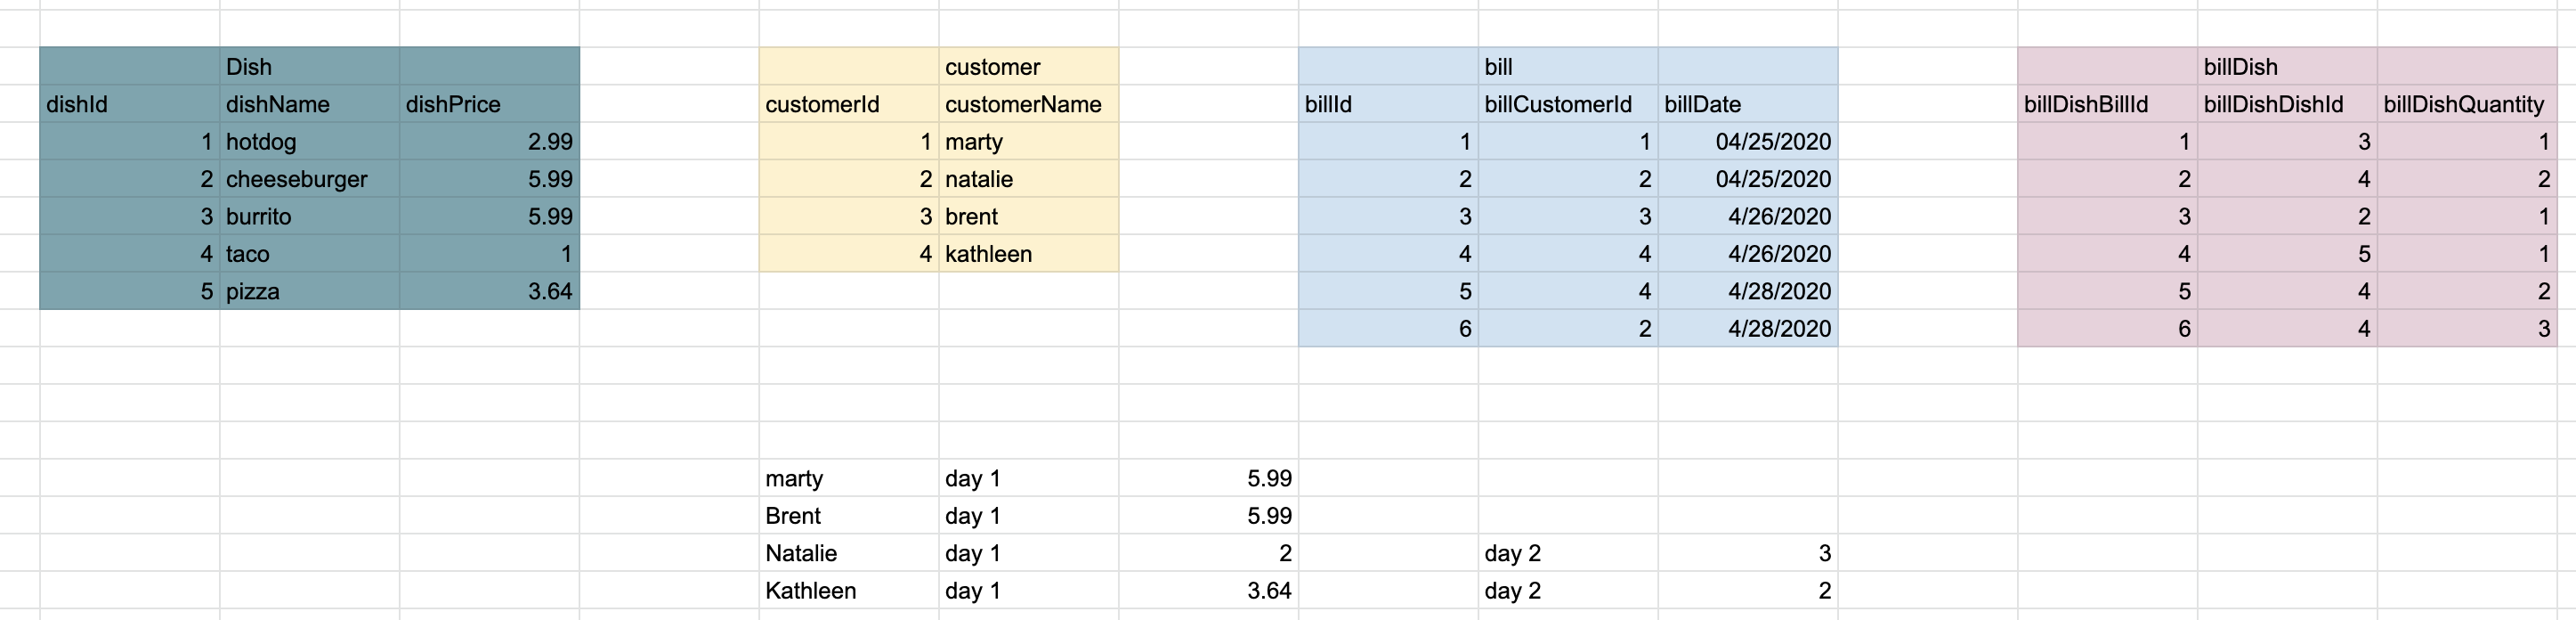 Dish customer bill billDish
dishId dishName dishPrice customerId customerName billId billCustomerId billDate billDishBillId billDishDishId billDishQuantity
1 hotdog 2.99 1 marty 1 1 04/25/2020 1 3 1
2 cheeseburger 5.99 2 natalie 2 2 04/25/2020 2 4 2
3 burrito 5.99 3 brent 3 3 4/26/2020 3 2 1
4 taco 1 4 kathleen 4 4 4/26/2020 4 5 1
5 pizza 3.64 5 4 4/28/2020 5 4 2
6 2 4/28/2020 6 4 3
marty day 1 5.99
Brent day 1 5.99
Natalie day 1 2 day 2 3
Kathleen day 1 3.64 day 2 2